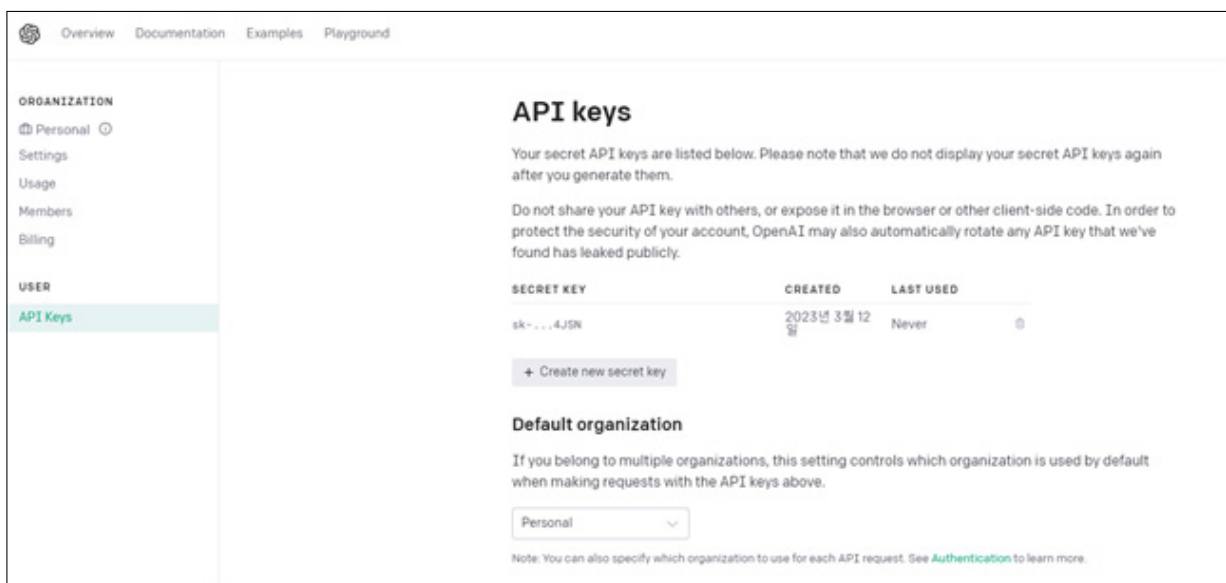 Overview Documentation Examples Playground
ORGANIZATION
Personal
Settings
Usage
Members
Billing
USER
API Keys
API keys
Your secret API keys are listed below. Please note that we do not display your secret API keys again
after you generate them.
Do not share your API key with others, or expose it in the browser or other client-side code. In order to
protect the security of your account, OpenAI may also automatically rotate any API key that we've
found has leaked publicly.
SECRET KEY CREATED LAST USED
sk-...4JSN 2023년 3월 12 Never
일
+ Create new secret key
Default organization
If you belong to multiple organizations, this setting controls which organization is used by default
when making requests with the API keys above.
Personal
Note: You can also specify which organization to use for each API request. See Authentication to learn more.